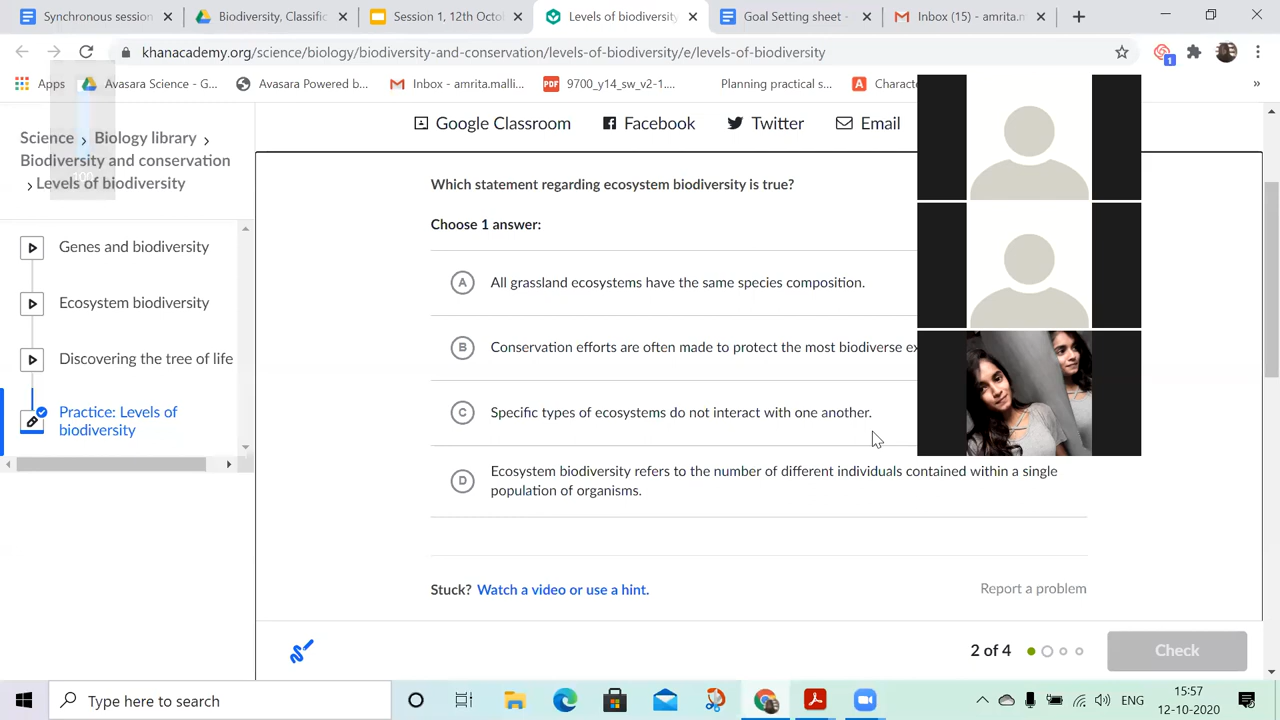 Synchronous session
Biodiversity, Classific
Session 1, 12th Octob
Levels of biodiversity
Goal Setting sheet -
Inbox (15) - amrita.m
khanacademy.org/science/biology/biodiversity-and-conservation/levels-of-biodiversity/e/levels-of-biodiversity
1
Apps
Avasara Science - G...
Avasara Powered b...
Inbox - amrita.malli...
PDF
9700_y14_sw_v2-1....
Planning practical s...
A
Characte
»
Science > Biology library >
Biodiversity and conservation
> Levels of biodiversity
100
Google Classroom
Facebook
Twitter
Email
Genes and biodiversity
Ecosystem biodiversity
Discovering the tree of life
Practice: Levels of
biodiversity
Which statement regarding ecosystem biodiversity is true?
Choose 1 answer:
A All grassland ecosystems have the same species composition.
B Conservation efforts are often made to protect the most biodiverse ex
C Specific types of ecosystems do not interact with one another.
D Ecosystem biodiversity refers to the number of different individuals contained within a single
population of organisms.
Stuck? Watch a video or use a hint.
Report a problem
2 of 4
Check
Type here to search
ENG
15:57
12-10-2020